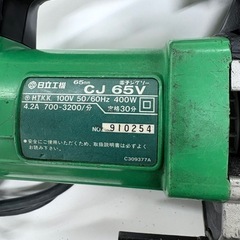 日立工機 65mm 電子ジグソー
CJ 65V
H.T.K.K. 100V 50/60Hz 400W
4.2A 700-3200/分 定格30分
NO. 910254
C309377A